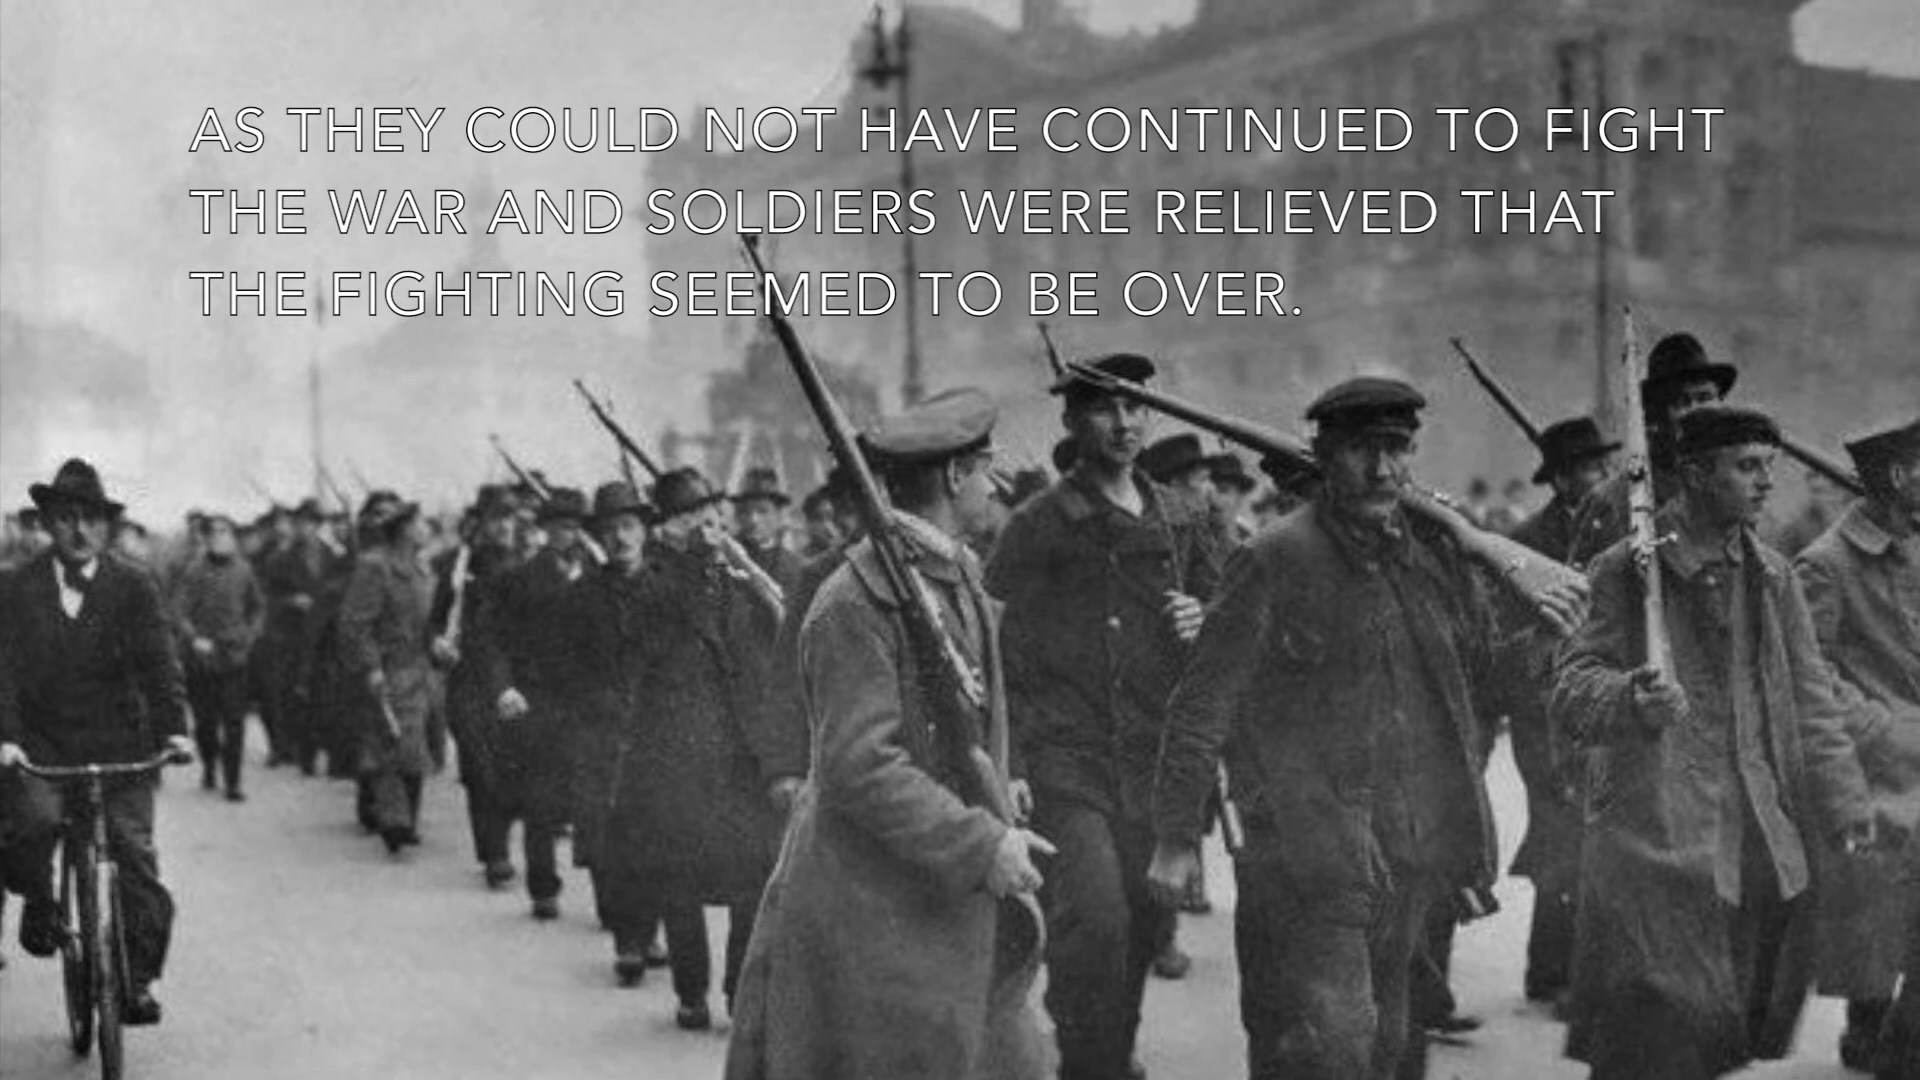 AS THEY COULD NOT HAVE CONTINUED TO FIGHT
THE WAR AND SOLDIERS WERE RELIEVED THAT
THE FIGHTING SEEMED TO BE OVER.